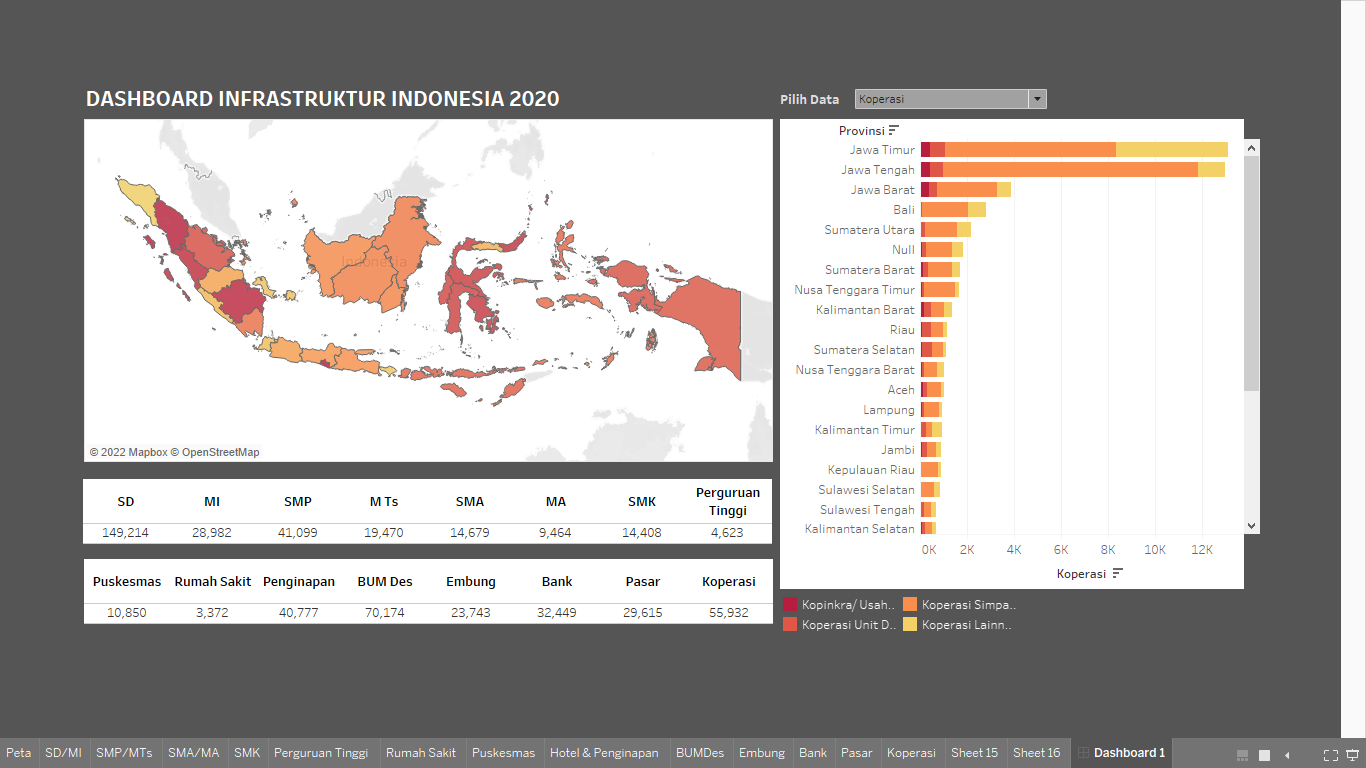 DASHBOARD INFRASTRUKTUR INDONESIA 2020
Indonesia
© 2022 Mapbox © OpenStreetMap
SD MI SMP M Ts SMA MA SMK Perguruan Tinggi
149,214 28,982 41,099 19,470 14,679 9,464 14,408 4,623
Puskesmas Rumah Sakit Penginapan BUM Des Embung Bank Pasar Koperasi
10,850 3,372 40,777 70,174 23,743 32,449 29,615 55,932
Pilih Data Koperasi
Provinsi
Jawa Timur
Jawa Tengah
Jawa Barat
Bali
Sumatera Utara
Null
Sumatera Barat
Nusa Tenggara Timur
Kalimantan Barat
Riau
Sumatera Selatan
Nusa Tenggara Barat
Aceh
Lampung
Kalimantan Timur
Jambi
Kepulauan Riau
Sulawesi Selatan
Sulawesi Tengah
Kalimantan Selatan
0K 2K 4K 6K 8K 10K 12K
Koperasi
Kopinkra/ Usah.. Koperasi Simpa..
Koperasi Unit D.. Koperasi Lainn..
Peta SD/MI SMP/MTs SMA/MA SMK Perguruan Tinggi Rumah Sakit Puskesmas Hotel & Penginapan BUMDes Embung Bank Pasar Koperasi Sheet 15 Sheet 16 Dashboard 1